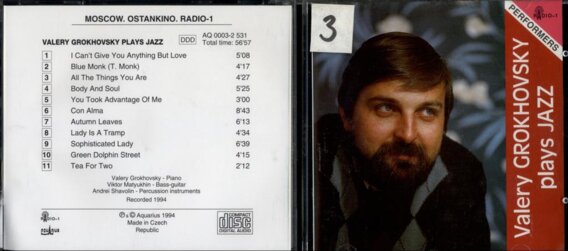 MOSCOW. OSTANKINO. RADIO-1
VALERY GROKHOVSKY PLAYS JAZZ
DDD
AQ 0003-2 531
Total time: 56'57
1 I Can't Give You Anything But Love 5'08
2 Blue Monk (T. Monk) 4'17
3 All The Things You Are 4'27
4 Body And Soul 5'25
5 You Took Advantage Of Me 3'00
6 Con Alma 8'43
7 Autumn Leaves 6'13
8 Lady Is A Tramp 4'34
9 Sophisticated Lady 6'39
10 Green Dolphin Street 4'15
11 Tea For Two 2'12
Valery Grokhovsky - Piano
Viktor Matyukhin - Bass-guitar
Andrei Shavolin - Percussion instruments
Recorded 1994
RADIO-1
℗ & © Aquarius 1994
Made in Czech
Republic
COMPACT
disc
DIGITAL AUDIO
3
RADIO-1
PERFORMERS
Valery GROKHOVSKY
plays JAZZ